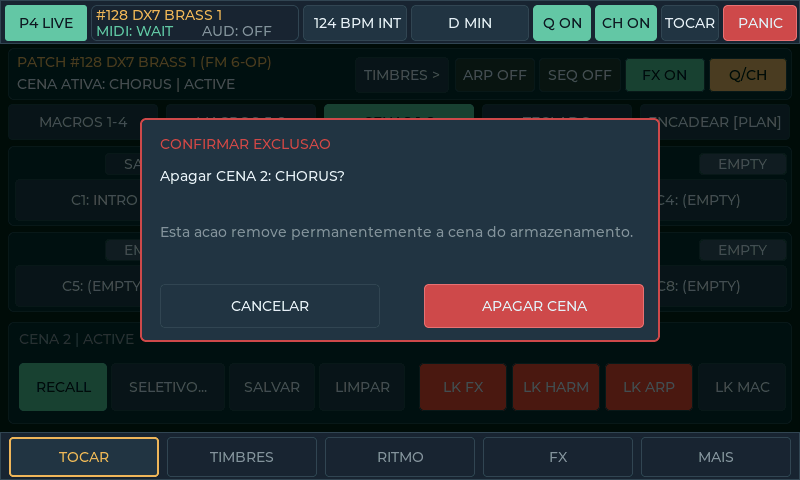 P4 LIVE
#128 DX7 BRASS 1
MIDI: WAIT AUD: OFF
124 BPM INT
D MIN
Q ON
CH ON
TOCAR
PANIC
PATCH #128 DX7 BRASS 1 (FM 6-OP)
CENA ATIVA: CHORUS | ACTIVE
TIMBRES >
ARP OFF
SEQ OFF
FX ON
Q/CH
MACROS 1-4
ENCADEAR [PLAN]
CONFIRMAR EXCLUSAO
Apagar CENA 2: CHORUS?
Esta acao remove permanentemente a cena do armazenamento.
CANCELAR
APAGAR CENA
EMPTY
C1: INTRO
C4: (EMPTY)
EMPTY
C5: (EMPTY
C8: (EMPTY)
CENA 2 | ACTIVE
RECALL
SELETIVO...
SALVAR
LIMPAR
LK FX
LK HARM
LK ARP
LK MAC
TOCAR
TIMBRES
RITMO
FX
MAIS